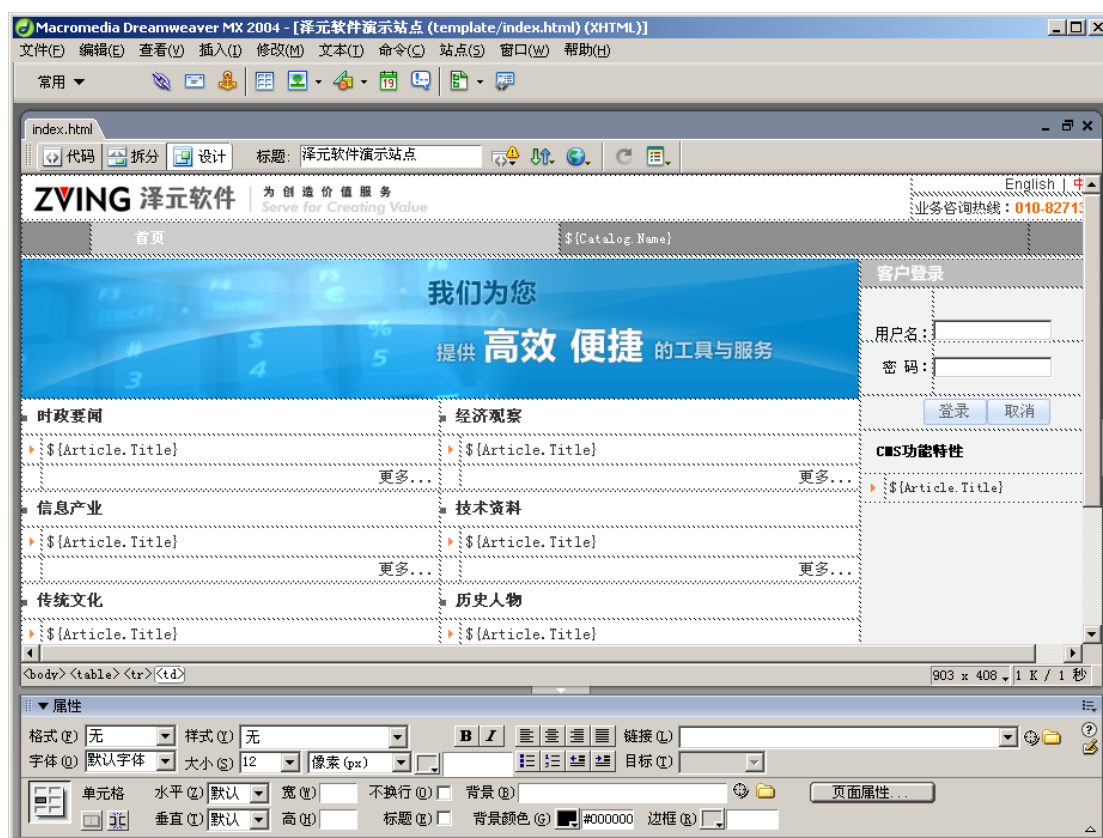 Macromedia Dreamweaver MX 2004 - [泽元软件演示站点 (template/index.html) (XHTML)]
文件(F) 编辑(E) 查看(V) 插入(I) 修改(M) 文本(T) 命令(C) 站点(S) 窗口(W) 帮助(H)
常用
19
index.html
代码 拆分 设计 标题: 泽元软件演示站点
English |
ZVING 泽元软件 为创造价值服务
Serve for Creating Value
业务咨询热线：010-82713
首页 ${Catalog.Name}
客户登录
我们为您
提供 高效 便捷 的工具与服务
用户名：
密 码：
登录 取消
时政要闻 经济观察
${Article.Title} ${Article.Title}
更多... 更多...
CMS功能特性
${Article.Title}
信息产业 技术资料
${Article.Title} ${Article.Title}
更多... 更多...
传统文化 历史人物
${Article.Title} ${Article.Title}
<body> <table> <tr> <td> 903 x 408 1 K / 1 秒
属性
格式(F) 无 样式(Y) 无 B I 链接(L)
字体(O) 默认字体 大小(S) 12 像素(px) 目标(T)
单元格 水平(Z) 默认 宽(W) 不换行(O) 背景(B) 页面属性...
垂直(T) 默认 高(H) 标题(E) 背景颜色(G) #000000 边框(R)